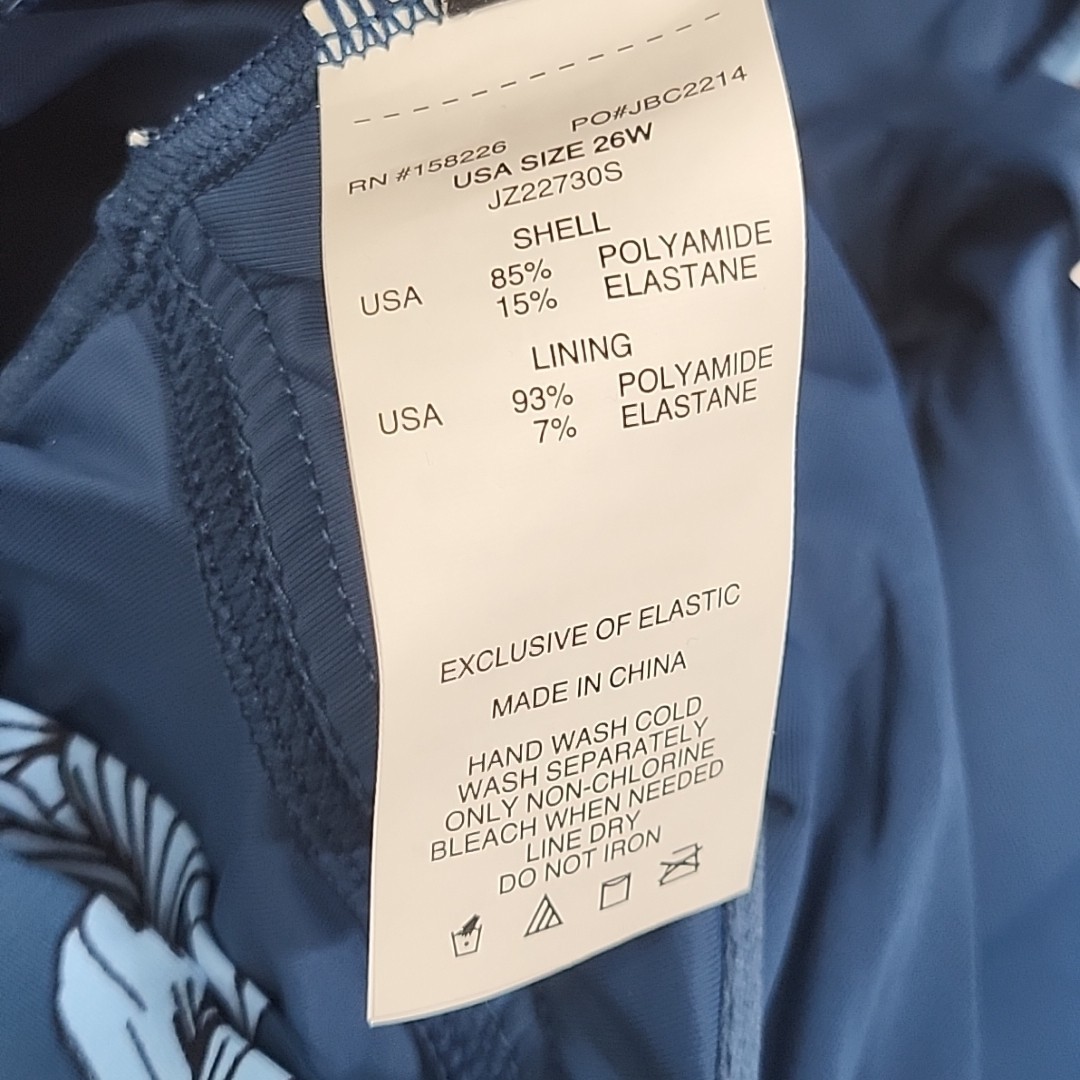 RN #158226 PO#JBC2214
USA SIZE 26W
JZ22730S
SHELL
USA 85% POLYAMIDE
15% ELASTANE
LINING
USA 93% POLYAMIDE
7% ELASTANE
EXCLUSIVE OF ELASTIC
MADE IN CHINA
HAND WASH COLD
WASH SEPARATELY
ONLY NON-CHLORINE
BLEACH WHEN NEEDED
LINE DRY
DO NOT IRON